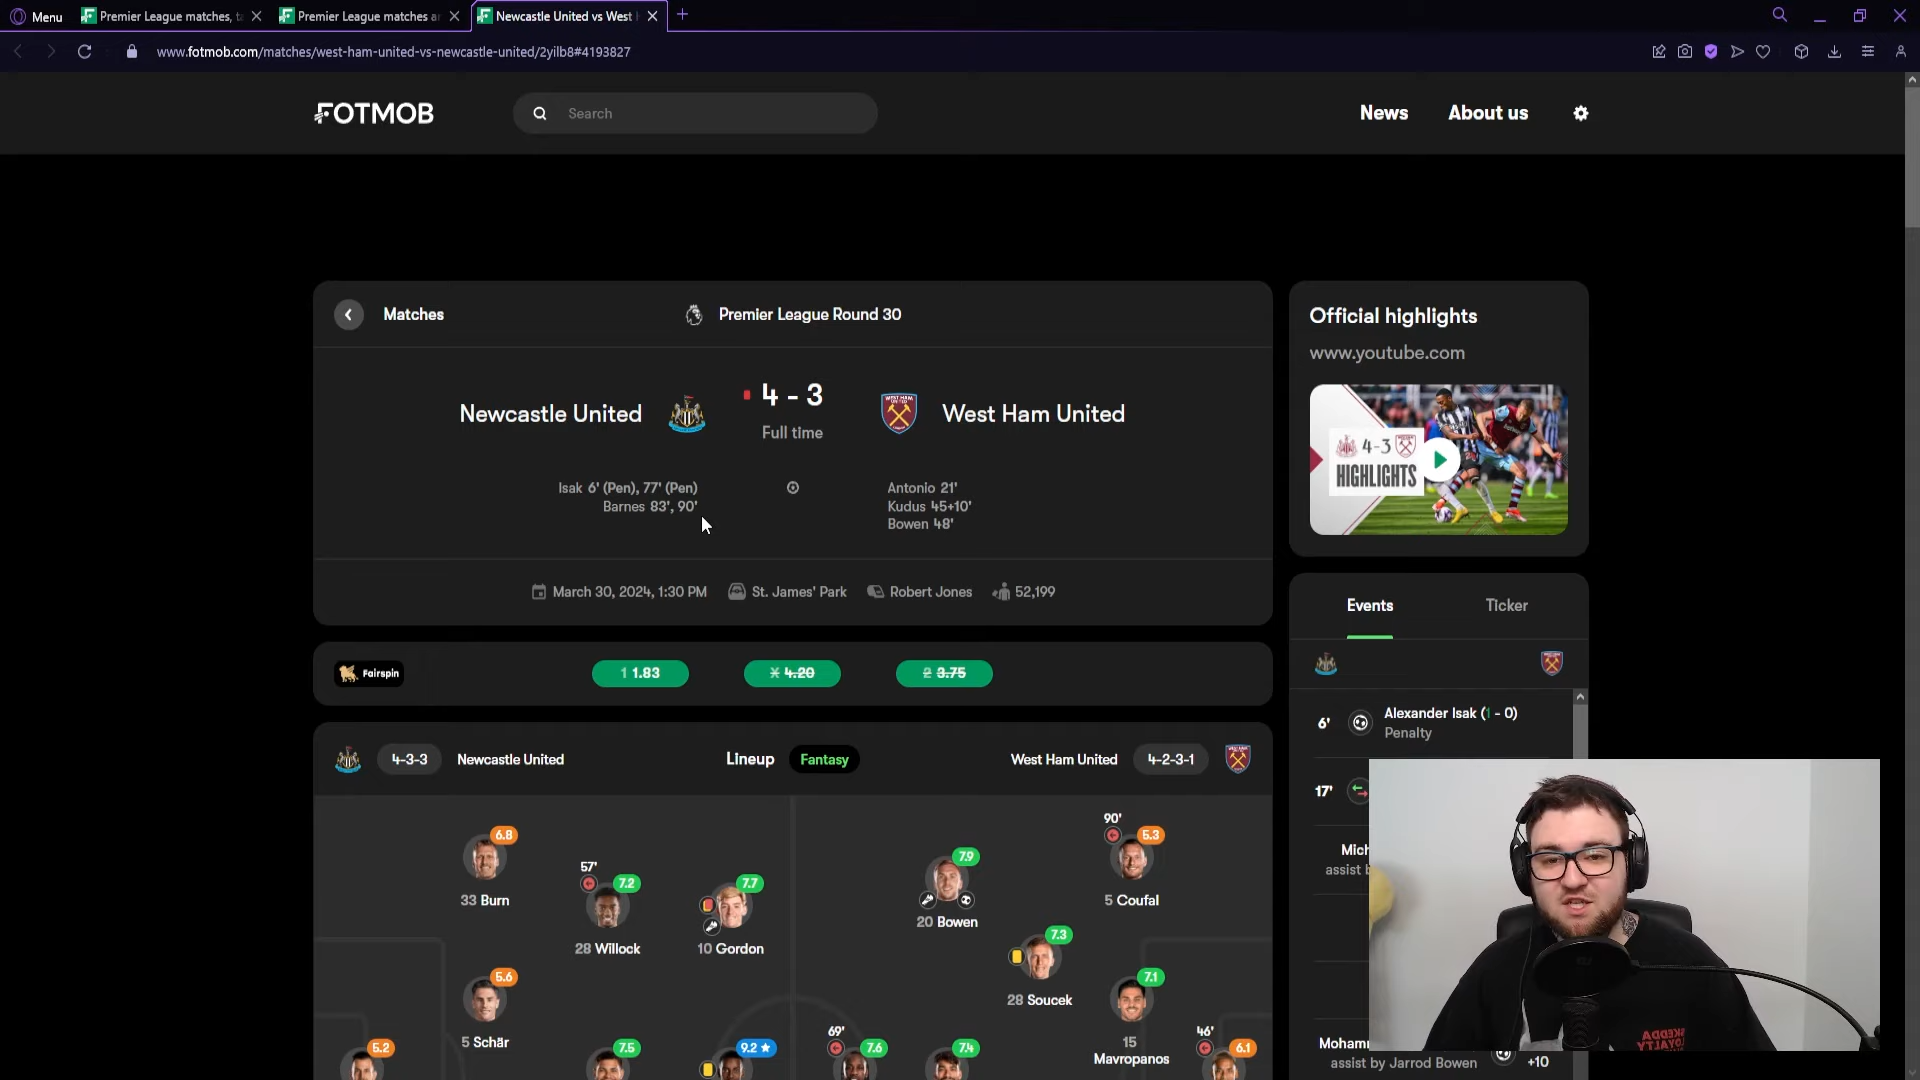 Menu
Premier League matches, t
Premier League matches a
Newcastle United vs West
www.fotmob.com/matches/west-ham-united-vs-newcastle-united/2yilb8#4193827
FOTMOB
Search
News
About us
Matches
Premier League Round 30
Newcastle United
4 - 3
Full time
West Ham United
Isak 6' (Pen), 77' (Pen)
Barnes 83', 90'
Antonio 21'
Kudus 45+10'
Bowen 48'
March 30, 2024, 1:30 PM
St. James' Park
Robert Jones
52,199
Fairspin
1 1.83
X 4.20
2 3.75
4-3-3
Newcastle United
Lineup
Fantasy
West Ham United
4-2-3-1
6.8
33 Burn
57'
7.2
28 Willock
7.7
10 Gordon
7.9
20 Bowen
90'
5.3
5 Coufal
5.6
5 Schär
7.3
28 Soucek
7.1
15
Mavropanos
5.2
7.5
9.2
69'
7.6
7.4
46'
6.1
Official highlights
www.youtube.com
4-3
HIGHLIGHTS
Events
Ticker
6'
Alexander Isak (1 - 0)
Penalty
17'
Mich
assist b
Mohamm
assist by Jarrod Bowen
+10
SKEDDA
LOYALTY